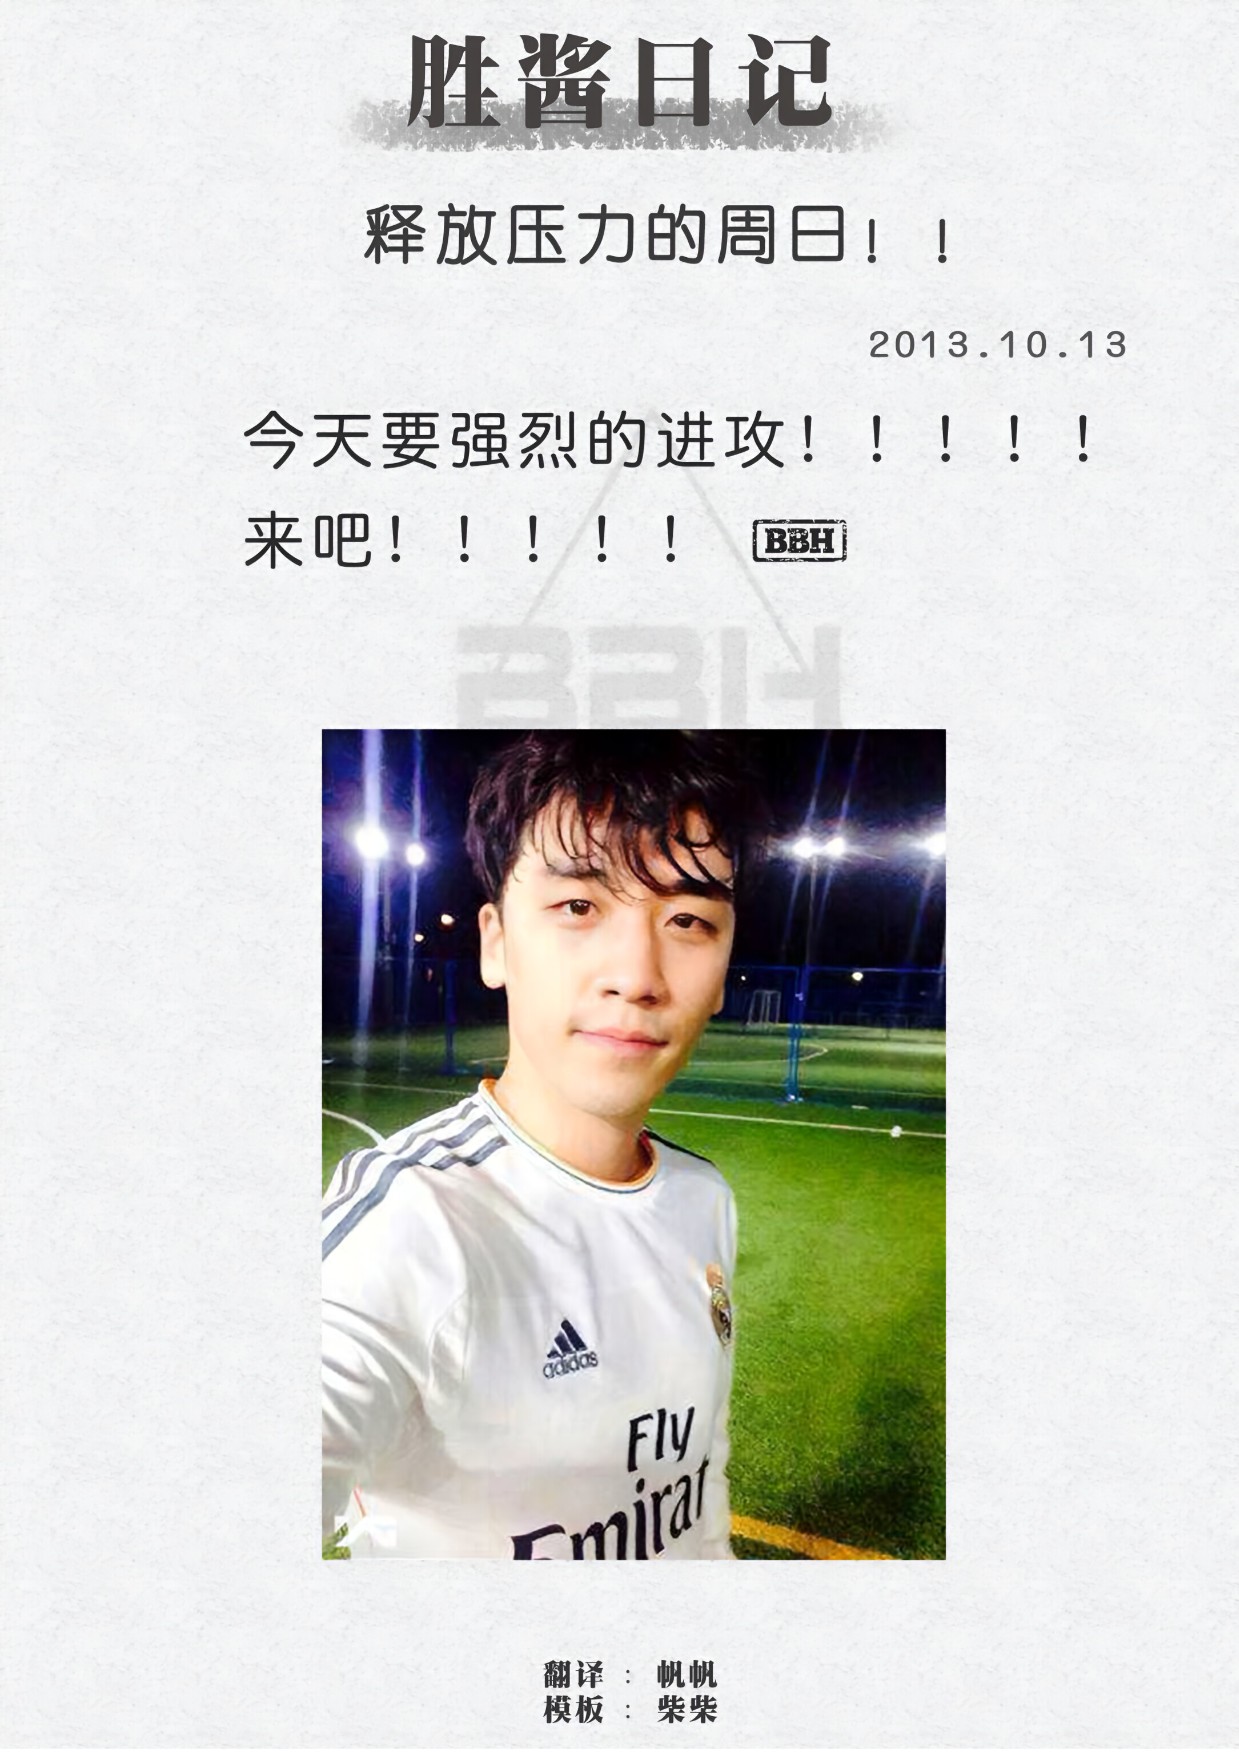 胜酱日记
释放压力的周日！！
2013.10.13
今天要强烈的进攻！！！！！
来吧！！！！！ BBH
BBH
adidas
Fly
Emirat
翻译：帆帆
模板：柴柴